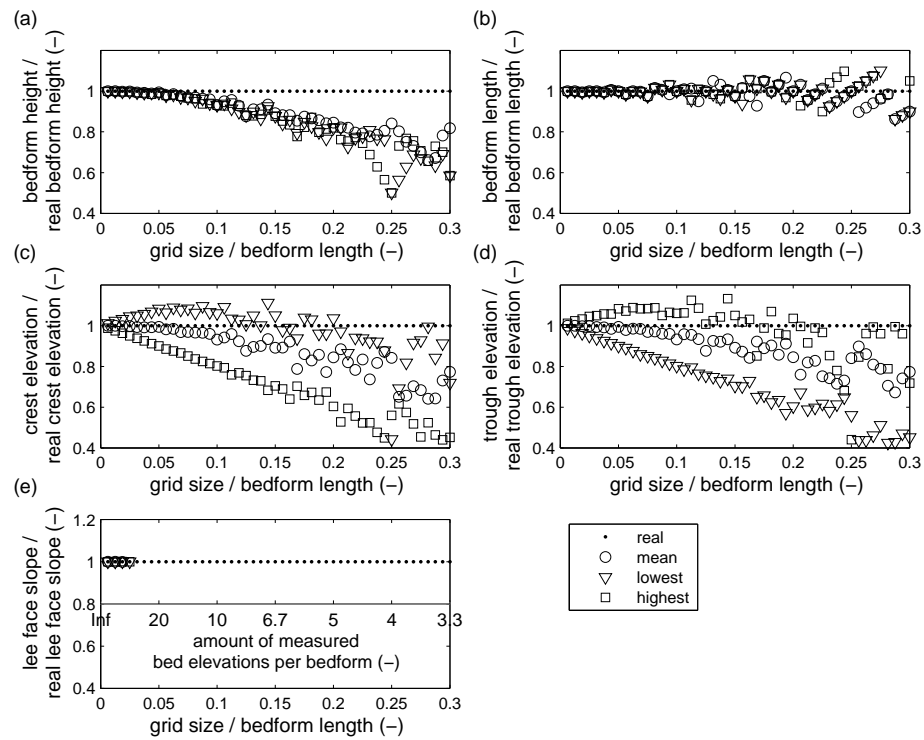 (a)
bedform height /
real bedform height (−)
1
0.8
0.6
0.4
0 0.05 0.1 0.15 0.2 0.25 0.3
grid size / bedform length (−)
(b)
bedform length /
real bedform length (−)
1
0.8
0.6
0.4
0 0.05 0.1 0.15 0.2 0.25 0.3
grid size / bedform length (−)
(c)
crest elevation /
real crest elevation (−)
1
0.8
0.6
0.4
0 0.05 0.1 0.15 0.2 0.25 0.3
grid size / bedform length (−)
(d)
trough elevation /
real trough elevation (−)
1
0.8
0.6
0.4
0 0.05 0.1 0.15 0.2 0.25 0.3
grid size / bedform length (−)
(e)
lee face slope /
real lee face slope (−)
1.2
1
0.8
0.6
0.4
Inf 20 10 6.7 5 4 3.3
amount of measured
bed elevations per bedform (−)
0 0.05 0.1 0.15 0.2 0.25 0.3
grid size / bedform length (−)
real
mean
lowest
highest